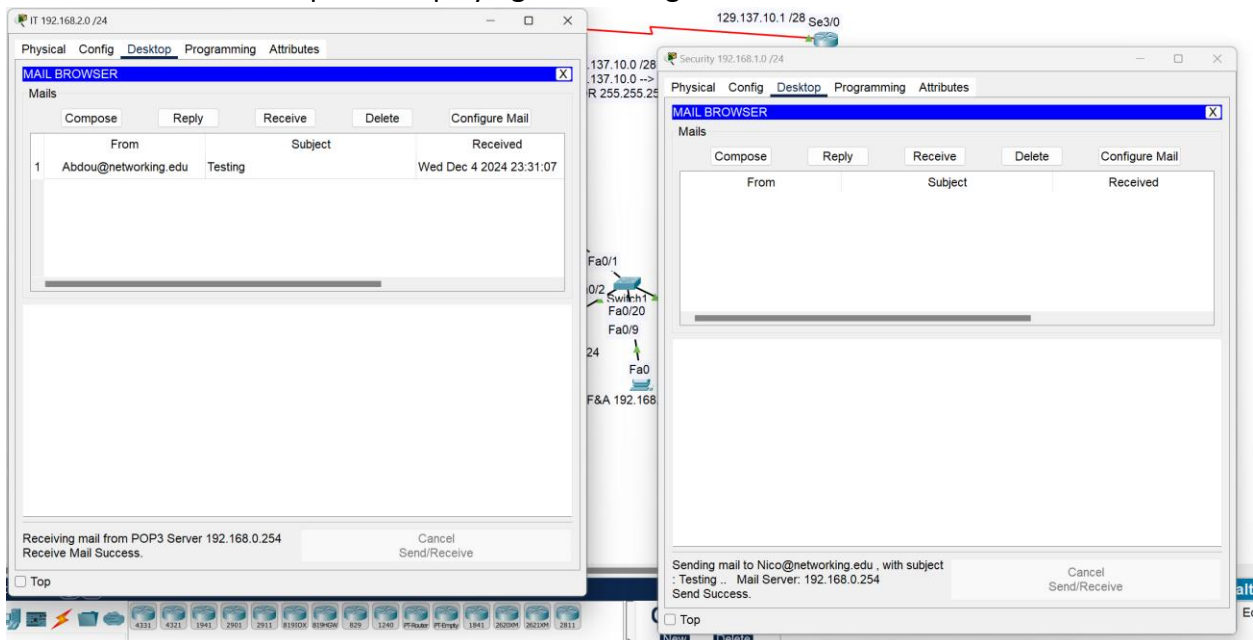 IT 192.168.2.0 /24
Physical Config Desktop Programming Attributes
MAIL BROWSER X
Mails
Compose Reply Receive Delete Configure Mail
From Subject Received
1 Abdou@networking.edu Testing Wed Dec 4 2024 23:31:07
Receiving mail from POP3 Server 192.168.0.254
Receive Mail Success.
Cancel
Send/Receive
Top
129.137.10.1 /28 Se3/0
.137.10.0 /28
.137.10.0 -->
R 255.255.25
Fa0/1
0/2
Switch1
Fa0/20
Fa0/9
24
Fa0
F&A 192.168
Security 192.168.1.0 /24
Physical Config Desktop Programming Attributes
MAIL BROWSER X
Mails
Compose Reply Receive Delete Configure Mail
From Subject Received
Sending mail to Nico@networking.edu , with subject
: Testing .. Mail Server: 192.168.0.254
Send Success.
Cancel
Send/Receive
Top
4331 4321 1941 2901 2911 819IOX 819HGW 829 1240 PT-Router PT-Empty 1841 2620XM 2621XM 2811
New Delete